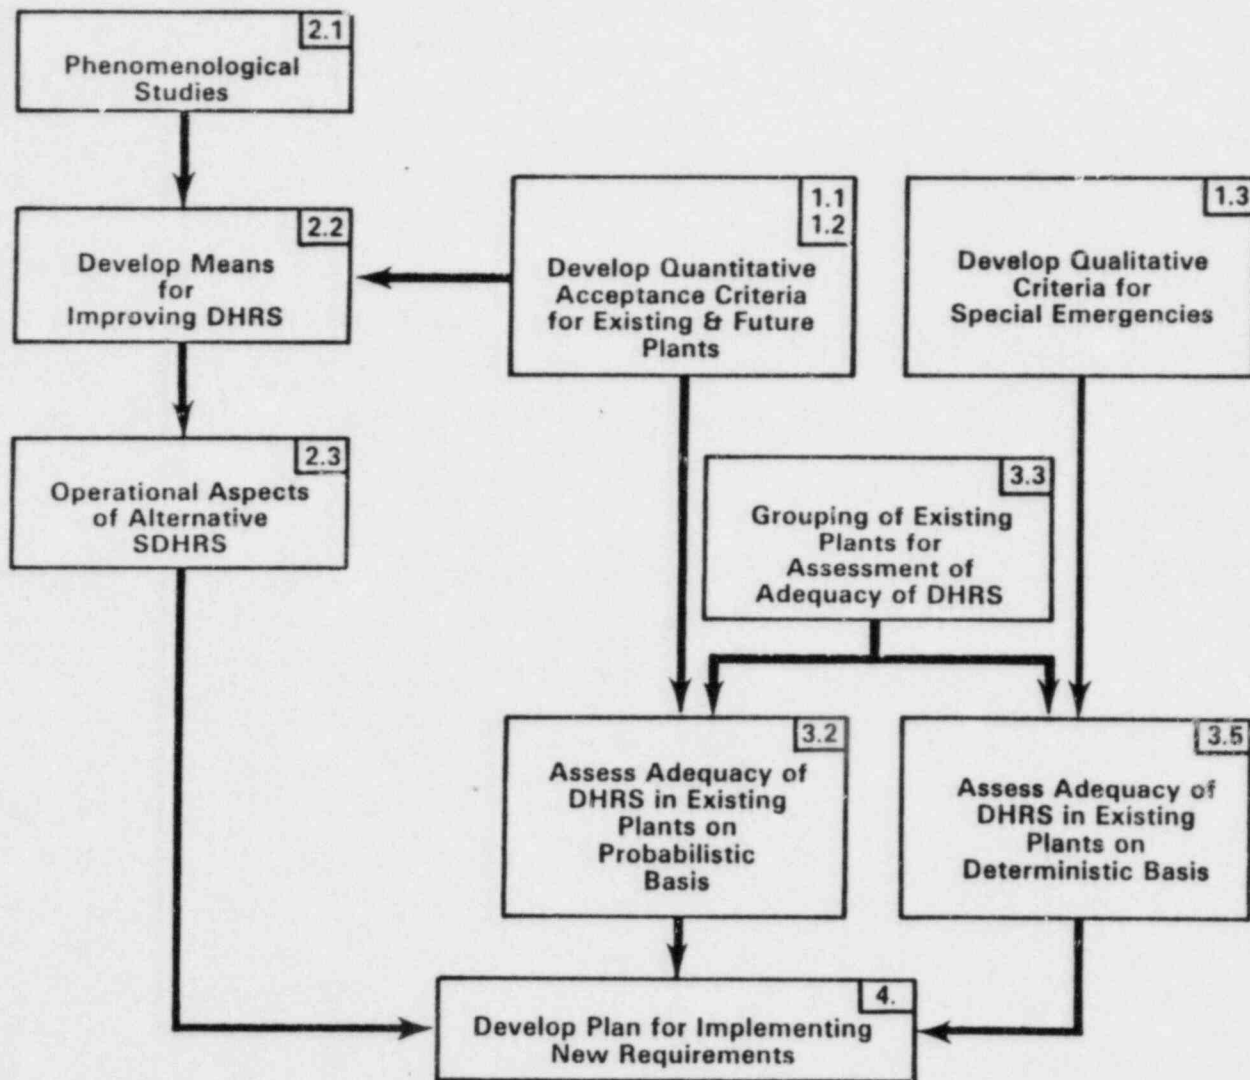 2.1
Phenomenological
Studies
2.2
Develop Means
for
Improving DHRS
1.1
1.2
Develop Quantitative
Acceptance Criteria
for Existing & Future
Plants
1.3
Develop Qualitative
Criteria for
Special Emergencies
2.3
Operational Aspects
of Alternative
SDHRS
3.3
Grouping of Existing
Plants for
Assessment of
Adequacy of DHRS
3.2
Assess Adequacy of
DHRS in Existing
Plants on
Probabilistic
Basis
3.5
Assess Adequacy of
DHRS in Existing
Plants on
Deterministic Basis
4.
Develop Plan for Implementing
New Requirements